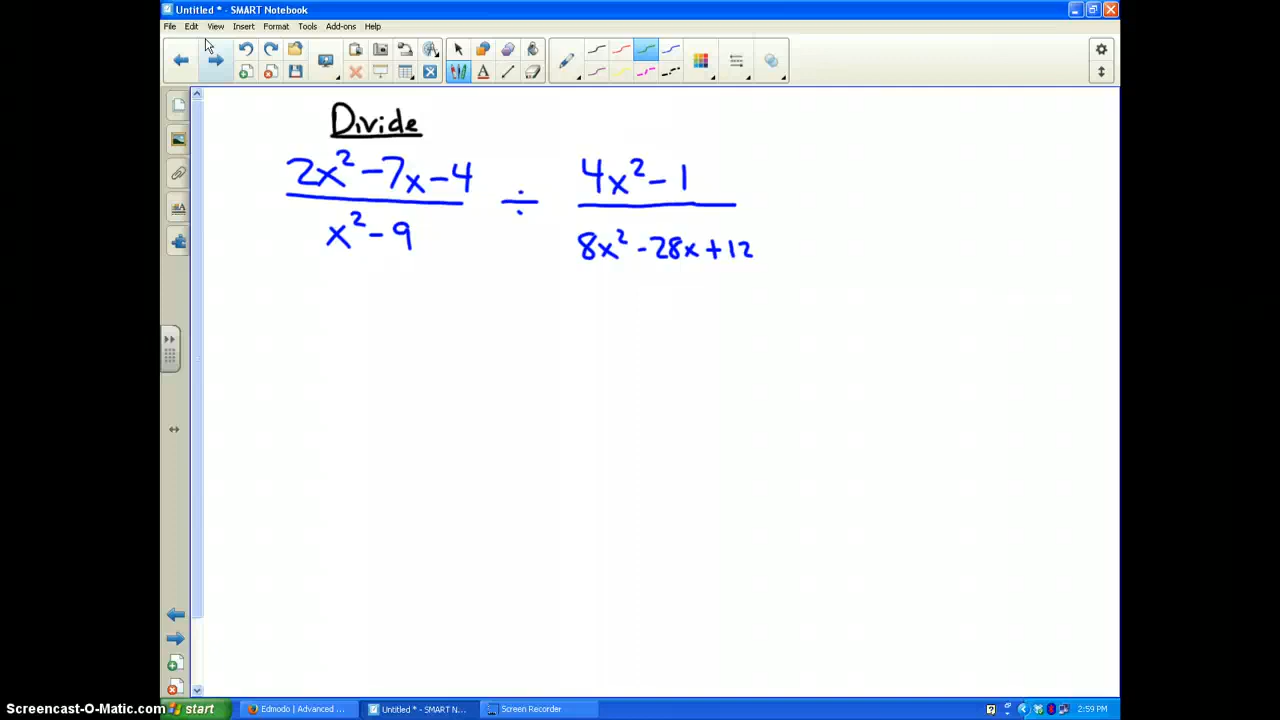 Untitled * - SMART Notebook
File Edit View Insert Format Tools Add-ons Help
Divide
2x² - 7x - 4
x² - 9
÷
4x² - 1
8x² - 28x + 12
Screencast-O-Matic.com
start
Edmodo | Advanced ...
Untitled * - SMART N...
Screen Recorder
2:59 PM